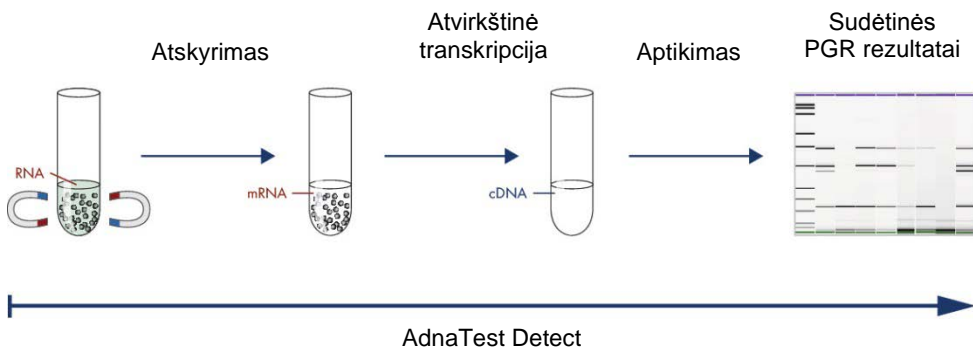 Atskyrimas
Atvirkštinė
transkripcija
Aptikimas
Sudėtinės
PGR rezultatai
RNA
mRNA
cDNA
AdnaTest Detect